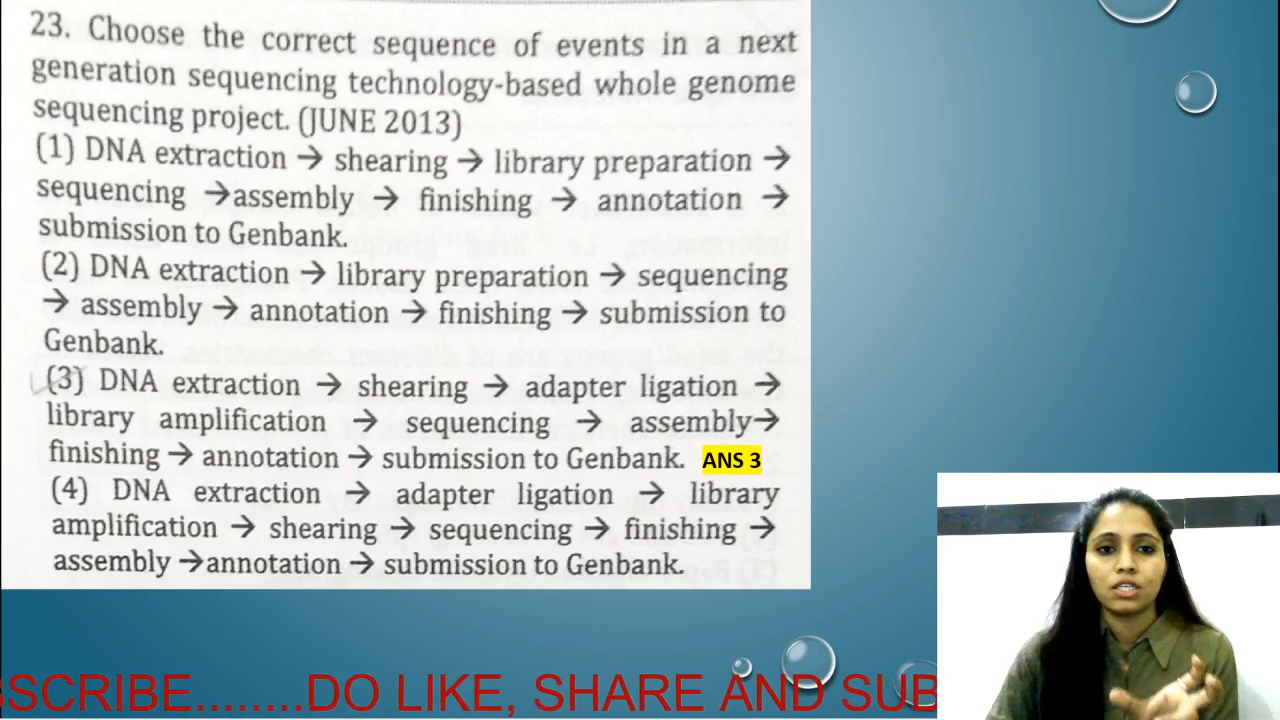 23. Choose the correct sequence of events in a next
generation sequencing technology-based whole genome
sequencing project. (JUNE 2013)
(1) DNA extraction → shearing → library preparation →
sequencing →assembly → finishing → annotation →
submission to Genbank.
(2) DNA extraction → library preparation → sequencing
→ assembly → annotation → finishing → submission to
Genbank.
(3) DNA extraction → shearing → adapter ligation →
library amplification → sequencing → assembly→
finishing → annotation → submission to Genbank. ANS 3
(4) DNA extraction → adapter ligation → library
amplification → shearing → sequencing → finishing →
assembly →annotation → submission to Genbank.
SCRIBE........DO LIKE, SHARE AND SUB